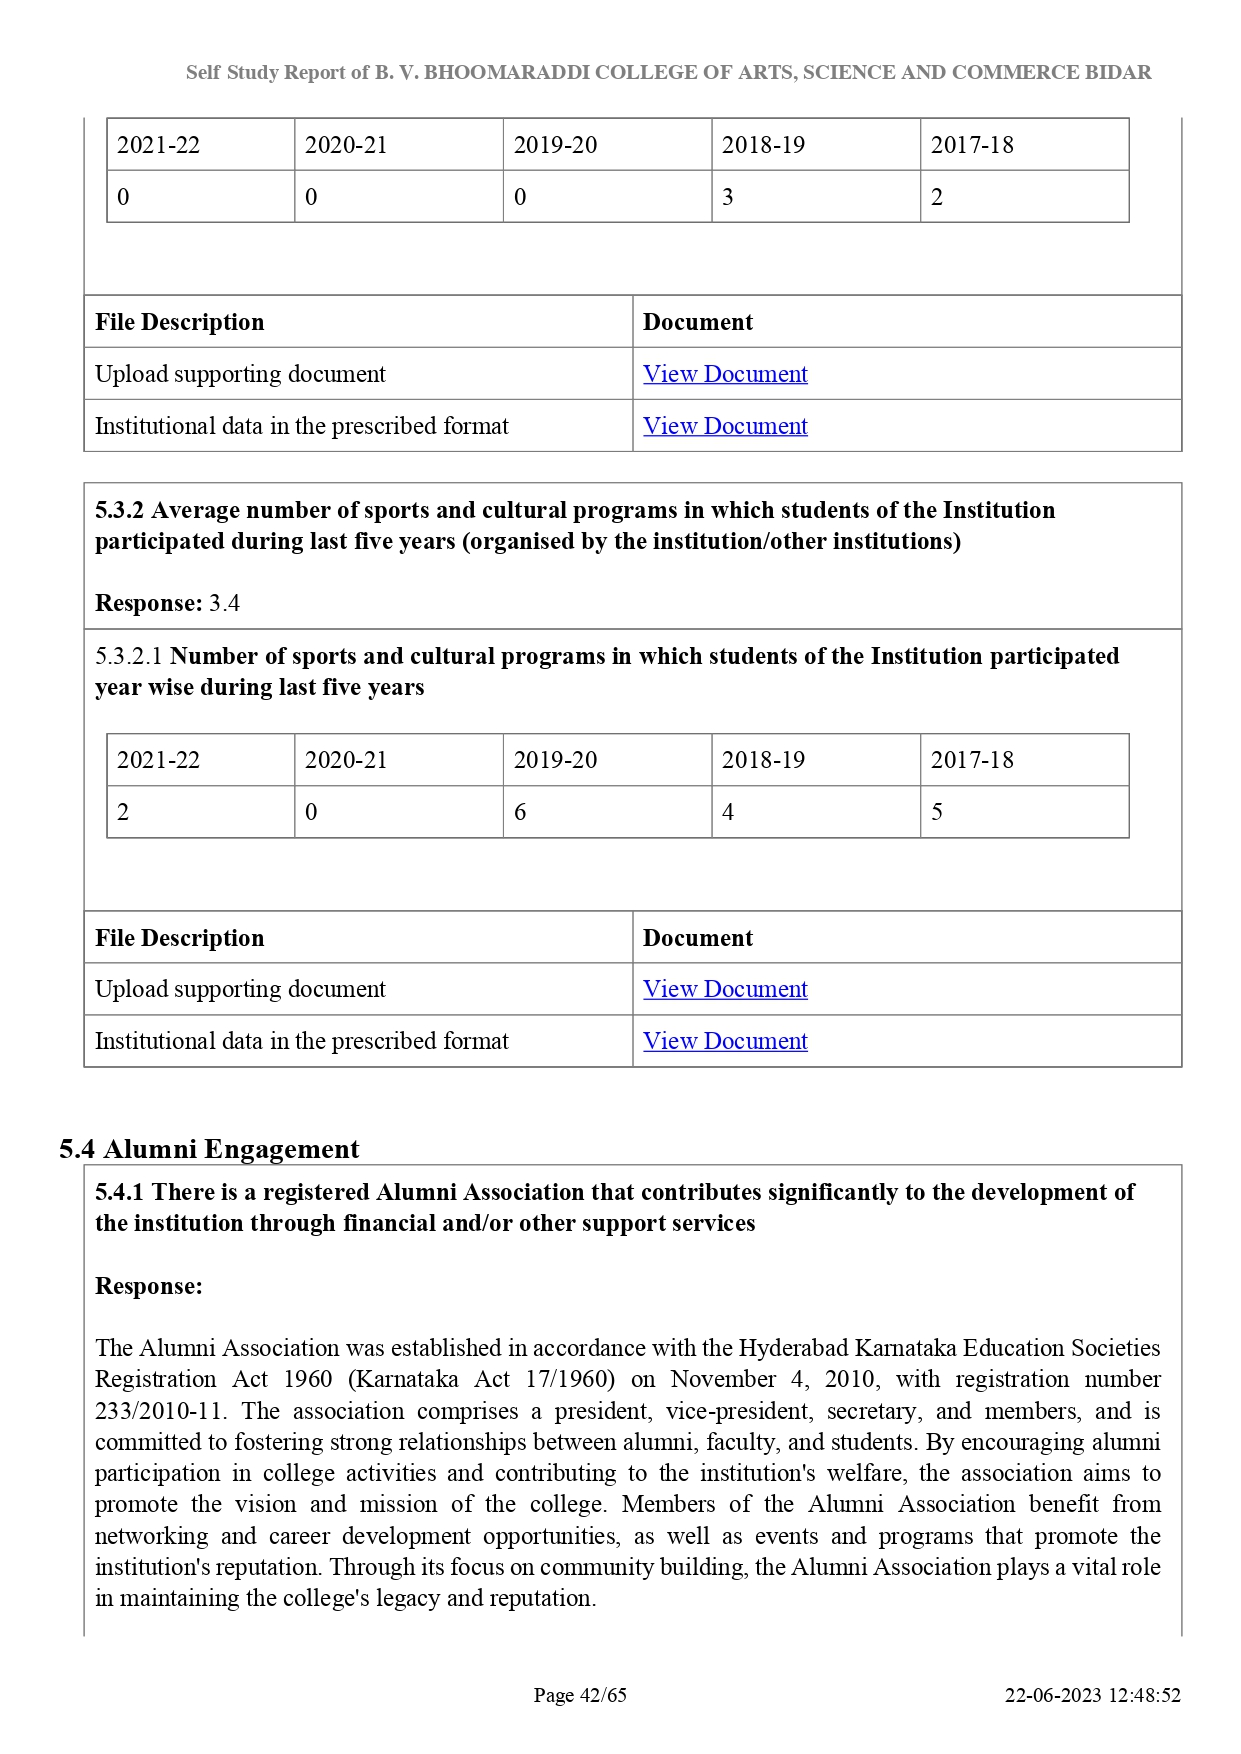 Self Study Report of B. V. BHOOMARADDI COLLEGE OF ARTS, SCIENCE AND COMMERCE BIDAR
2021-22 2020-21 2019-20 2018-19 2017-18
0 0 0 3 2
File Description Document
Upload supporting document View Document
Institutional data in the prescribed format View Document
5.3.2 Average number of sports and cultural programs in which students of the Institution
participated during last five years (organised by the institution/other institutions)
Response: 3.4
5.3.2.1 Number of sports and cultural programs in which students of the Institution participated
year wise during last five years
2021-22 2020-21 2019-20 2018-19 2017-18
2 0 6 4 5
File Description Document
Upload supporting document View Document
Institutional data in the prescribed format View Document
5.4 Alumni Engagement
5.4.1 There is a registered Alumni Association that contributes significantly to the development of
the institution through financial and/or other support services
Response:
The Alumni Association was established in accordance with the Hyderabad Karnataka Education Societies
Registration Act 1960 (Karnataka Act 17/1960) on November 4, 2010, with registration number
233/2010-11. The association comprises a president, vice-president, secretary, and members, and is
committed to fostering strong relationships between alumni, faculty, and students. By encouraging alumni
participation in college activities and contributing to the institution's welfare, the association aims to
promote the vision and mission of the college. Members of the Alumni Association benefit from
networking and career development opportunities, as well as events and programs that promote the
institution's reputation. Through its focus on community building, the Alumni Association plays a vital role
in maintaining the college's legacy and reputation.
Page 42/65 22-06-2023 12:48:52